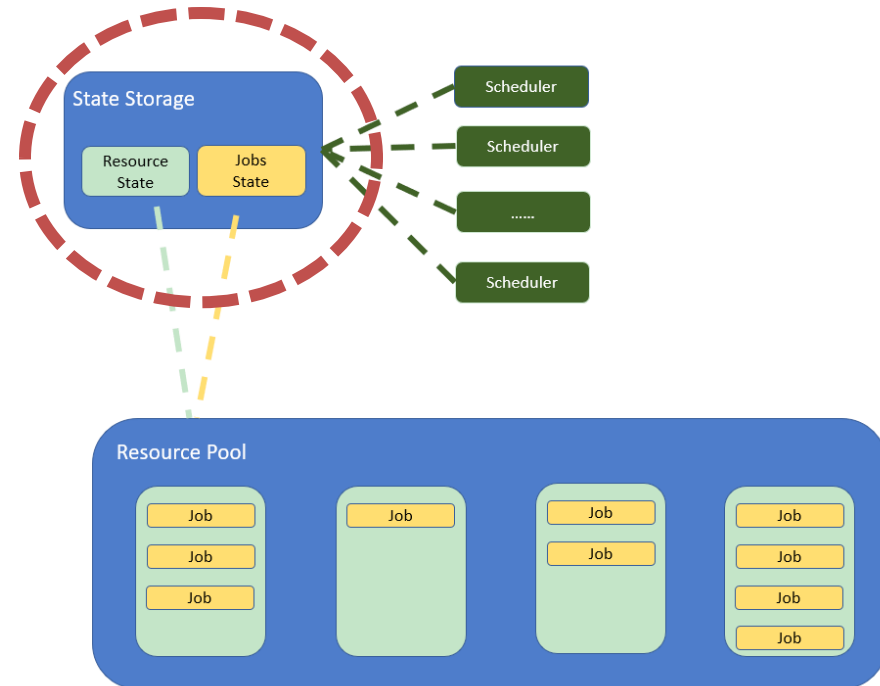 State Storage
Resource
State
Jobs
State
Scheduler
Scheduler
......
Scheduler
Resource Pool
Job
Job
Job
Job
Job
Job
Job
Job
Job
Job